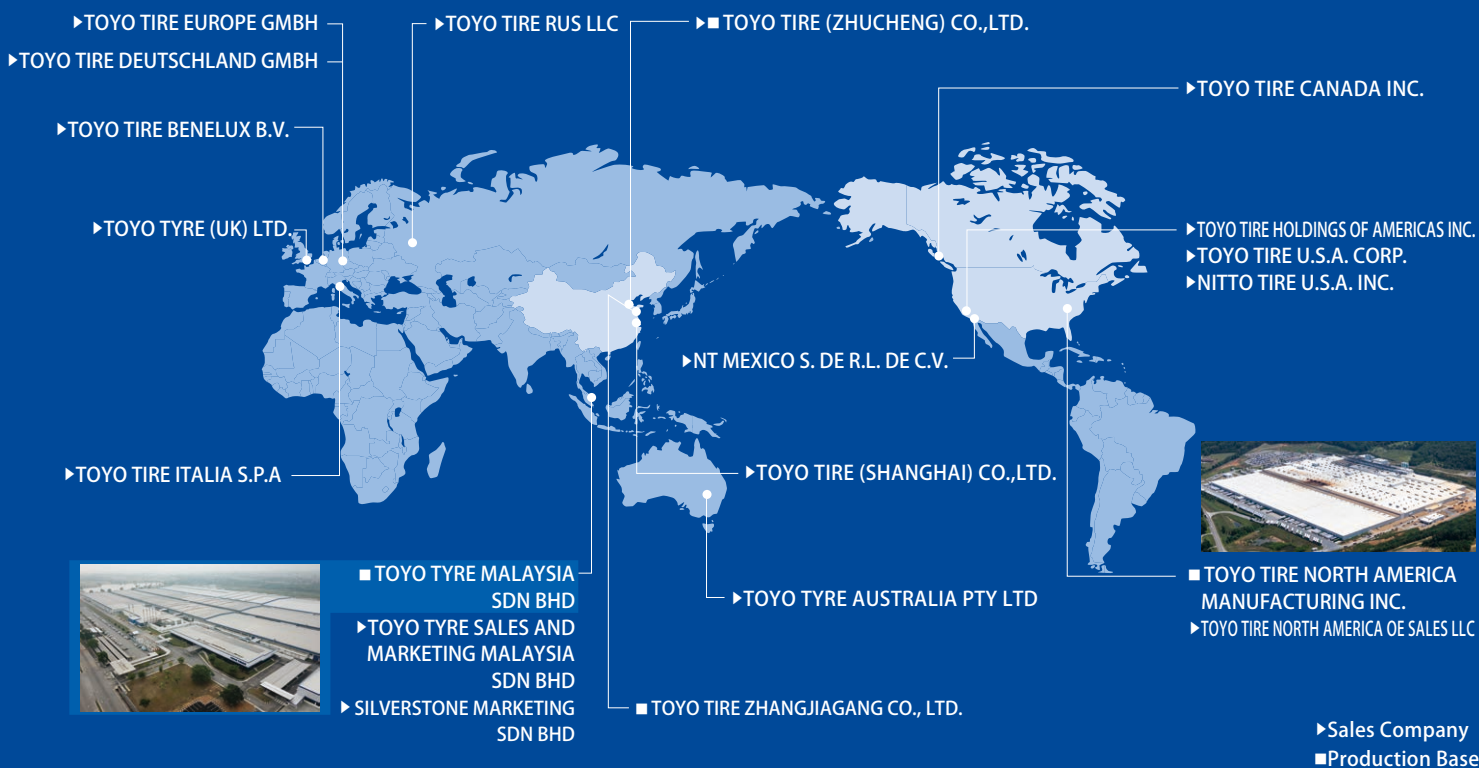 ▶TOYO TIRE EUROPE GMBH
▶TOYO TIRE RUS LLC
▶■TOYO TIRE (ZHUCHENG) CO.,LTD.
▶TOYO TIRE DEUTSCHLAND GMBH
▶TOYO TIRE CANADA INC.
▶TOYO TIRE BENELUX B.V.
▶TOYO TYRE (UK) LTD.
▶TOYO TIRE HOLDINGS OF AMERICAS INC.
▶TOYO TIRE U.S.A. CORP.
▶NITTO TIRE U.S.A. INC.
▶NT MEXICO S. DE R.L. DE C.V.
▶TOYO TIRE ITALIA S.P.A
▶TOYO TIRE (SHANGHAI) CO.,LTD.
■TOYO TYRE MALAYSIA
SDN BHD
▶TOYO TYRE SALES AND
MARKETING MALAYSIA
SDN BHD
▶SILVERSTONE MARKETING
SDN BHD
▶TOYO TYRE AUSTRALIA PTY LTD
■TOYO TIRE NORTH AMERICA
MANUFACTURING INC.
▶TOYO TIRE NORTH AMERICA OE SALES LLC
■TOYO TIRE ZHANGJIAGANG CO., LTD.
▶Sales Company
■Production Base